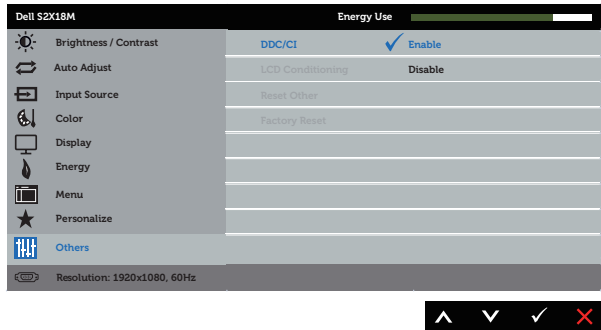 Dell S2X18M Energy Use
Brightness / Contrast DDC/CI Enable
Auto Adjust LCD Conditioning Disable
Input Source Reset Other
Color Factory Reset
Display
Energy
Menu
Personalize
Others
Resolution: 1920x1080, 60Hz